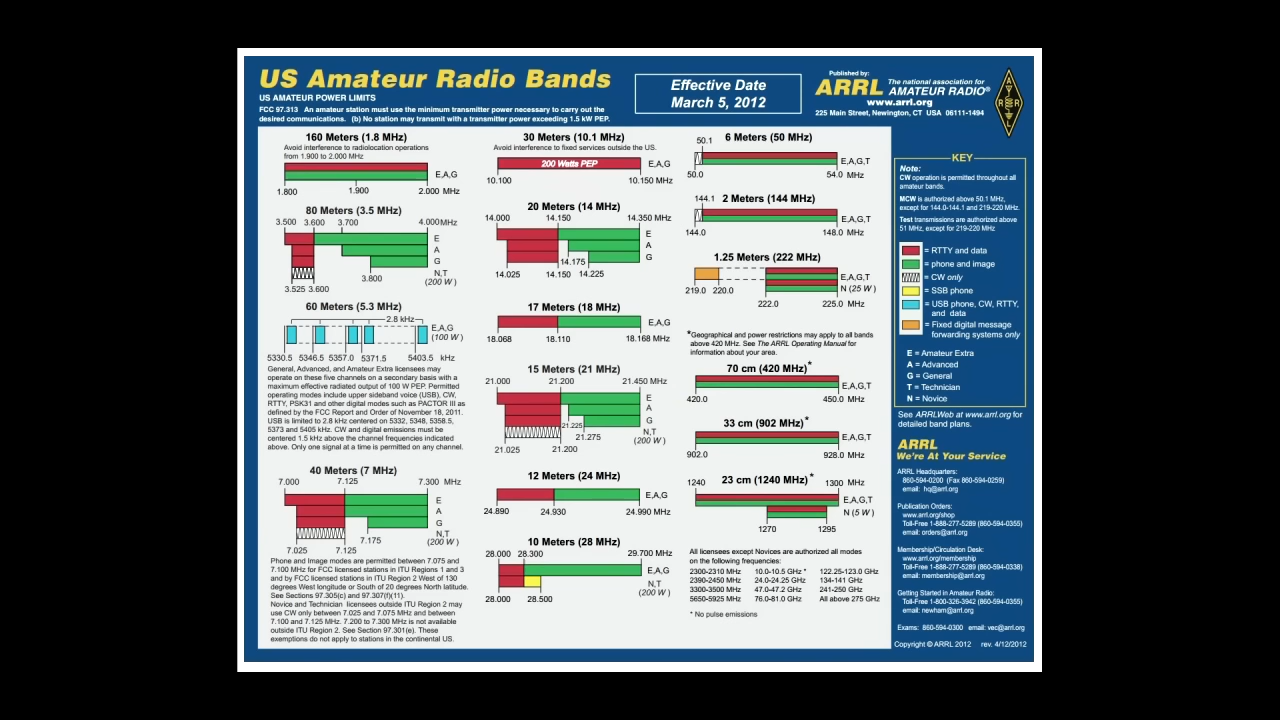 US Amateur Radio Bands
US AMATEUR POWER LIMITS
FCC 97.313 An amateur station must use the minimum transmitter power necessary to carry out the
desired communications. (b) No station may transmit with a transmitter power exceeding 1.5 kW PEP.
Effective Date
March 5, 2012
Published by:
ARRL The national association for
AMATEUR RADIO®
www.arrl.org
225 Main Street, Newington, CT USA 06111-1494
A
R R
L
160 Meters (1.8 MHz)
Avoid interference to radiolocation operations
from 1.900 to 2.000 MHz
E,A,G
1.800 1.900 2.000 MHz
80 Meters (3.5 MHz)
3.500 3.600 3.700 4.000 MHz
E
A
G
3.800
N,T
(200 W)
3.525 3.600
60 Meters (5.3 MHz)
2.8 kHz
E,A,G
(100 W)
5330.5 5346.5 5357.0 5371.5 5403.5 kHz
General, Advanced, and Amateur Extra licensees may
operate on these five channels on a secondary basis with a
maximum effective radiated output of 100 W PEP. Permitted
operating modes include upper sideband voice (USB), CW,
RTTY, PSK31 and other digital modes such as PACTOR III as
defined by the FCC Report and Order of November 18, 2011.
USB is limited to 2.8 kHz centered on 5332, 5348, 5358.5,
5373 and 5405 kHz. CW and digital emissions must be
centered 1.5 kHz above the channel frequencies indicated
above. Only one signal at a time is permitted on any channel.
40 Meters (7 MHz)
7.000 7.125 7.300 MHz
E
A
G
N,T
(200 W)
7.175
7.025 7.125
Phone and Image modes are permitted between 7.075 and
7.100 MHz for FCC licensed stations in ITU Regions 1 and 3
and by FCC licensed stations in ITU Region 2 West of 130
degrees West longitude or South of 20 degrees North latitude.
See Sections 97.305(c) and 97.307(f)(11).
Novice and Technician licensees outside ITU Region 2 may
use CW only between 7.025 and 7.075 MHz and between
7.100 and 7.125 MHz. 7.200 to 7.300 MHz is not available
outside ITU Region 2. See Section 97.301(e). These
exemptions do not apply to stations in the continental US.
30 Meters (10.1 MHz)
Avoid interference to fixed services outside the US.
200 Watts PEP
E,A,G
10.100 10.150 MHz
20 Meters (14 MHz)
14.000 14.150 14.350 MHz
E
A
G
14.175
14.025 14.150 14.225
17 Meters (18 MHz)
E,A,G
18.068 18.110 18.168 MHz
15 Meters (21 MHz)
21.000 21.200 21.450 MHz
E
A
G
21.225
N,T
(200 W)
21.275
21.025 21.200
12 Meters (24 MHz)
E,A,G
24.890 24.930 24.990 MHz
10 Meters (28 MHz)
28.000 28.300 29.700 MHz
E,A,G
N,T
(200 W)
28.000 28.500
6 Meters (50 MHz)
50.1
E,A,G,T
50.0 54.0 MHz
2 Meters (144 MHz)
144.1
E,A,G,T
144.0 148.0 MHz
1.25 Meters (222 MHz)
E,A,G,T
N (25 W)
219.0 220.0
222.0 225.0 MHz
*Geographical and power restrictions may apply to all bands
above 420 MHz. See The ARRL Operating Manual for
information about your area.
70 cm (420 MHz)*
E,A,G,T
420.0 450.0 MHz
33 cm (902 MHz)*
E,A,G,T
902.0 928.0 MHz
23 cm (1240 MHz)*
1240 1300 MHz
E,A,G,T
N (5 W)
1270 1295
All licensees except Novices are authorized all modes
on the following frequencies:
2300-2310 MHz 10.0-10.5 GHz * 122.25-123.0 GHz
2390-2450 MHz 24.0-24.25 GHz 134-141 GHz
3300-3500 MHz 47.0-47.2 GHz 241-250 GHz
5650-5925 MHz 76.0-81.0 GHz All above 275 GHz
* No pulse emissions
KEY
Note:
CW operation is permitted throughout all
amateur bands.
MCW is authorized above 50.1 MHz,
except for 144.0-144.1 and 219-220 MHz.
Test transmissions are authorized above
51 MHz, except for 219-220 MHz
= RTTY and data
= phone and image
= CW only
= SSB phone
= USB phone, CW, RTTY,
and data
= Fixed digital message
forwarding systems only
E = Amateur Extra
A = Advanced
G = General
T = Technician
N = Novice
See ARRLWeb at www.arrl.org for
detailed band plans.
ARRL
We're At Your Service
ARRL Headquarters:
860-594-0200 (Fax 860-594-0259)
email: hq@arrl.org
Publication Orders:
www.arrl.org/shop
Toll-Free 1-888-277-5289 (860-594-0355)
email: orders@arrl.org
Membership/Circulation Desk:
www.arrl.org/membership
Toll-Free 1-888-277-5289 (860-594-0338)
email: membership@arrl.org
Getting Started in Amateur Radio:
Toll-Free 1-800-326-3942 (860-594-0355)
email: newham@arrl.org
Exams: 860-594-0300 email: vec@arrl.org
Copyright © ARRL 2012 rev. 4/12/2012